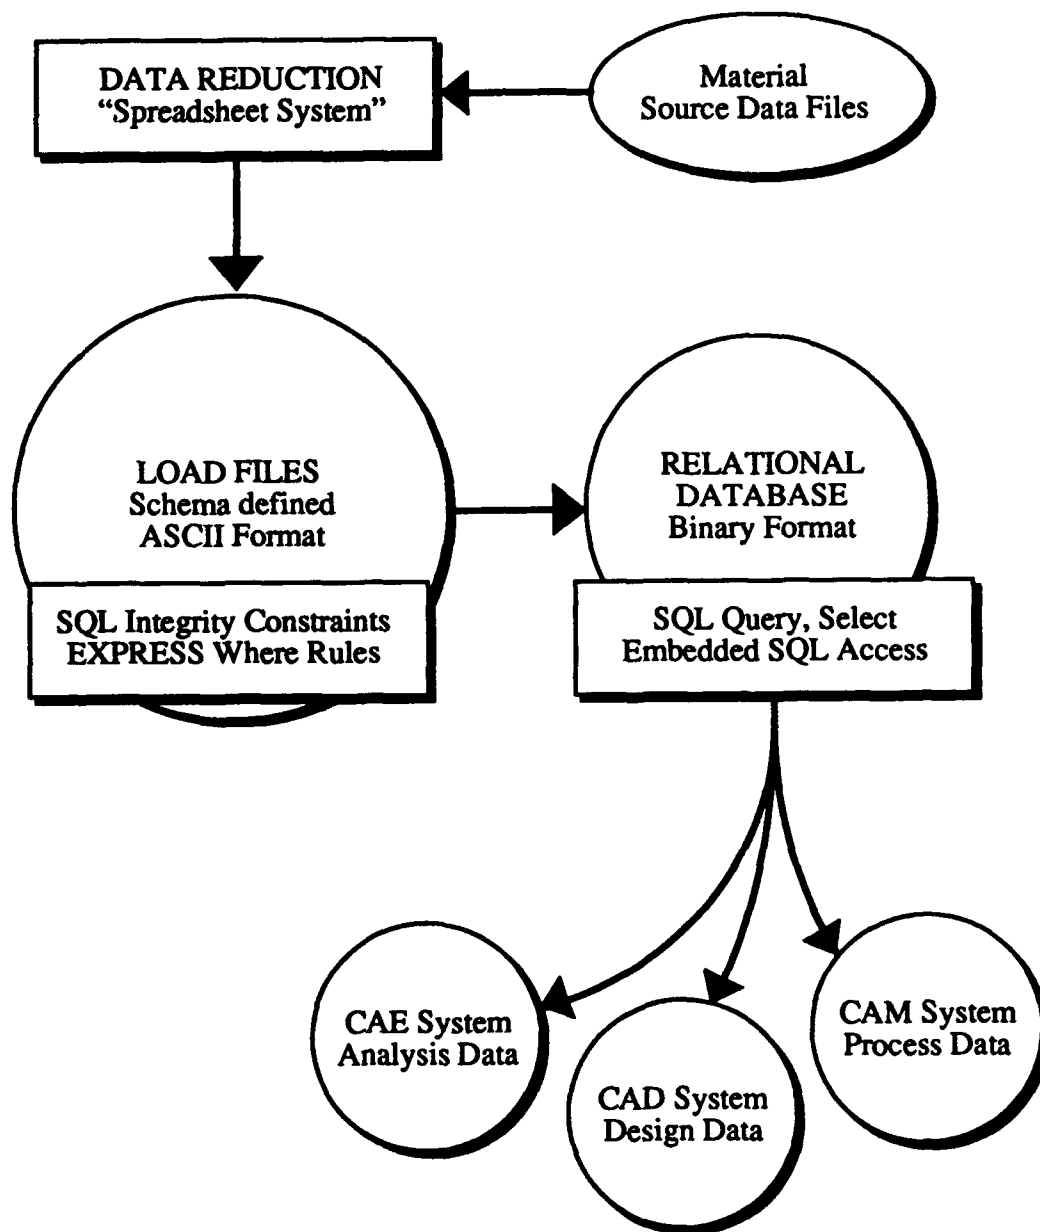 DATA REDUCTION
“Spreadsheet System”
Material
Source Data Files
LOAD FILES
Schema defined
ASCII Format
SQL Integrity Constraints
EXPRESS Where Rules
RELATIONAL
DATABASE
Binary Format
SQL Query, Select
Embedded SQL Access
CAE System
Analysis Data
CAD System
Design Data
CAM System
Process Data